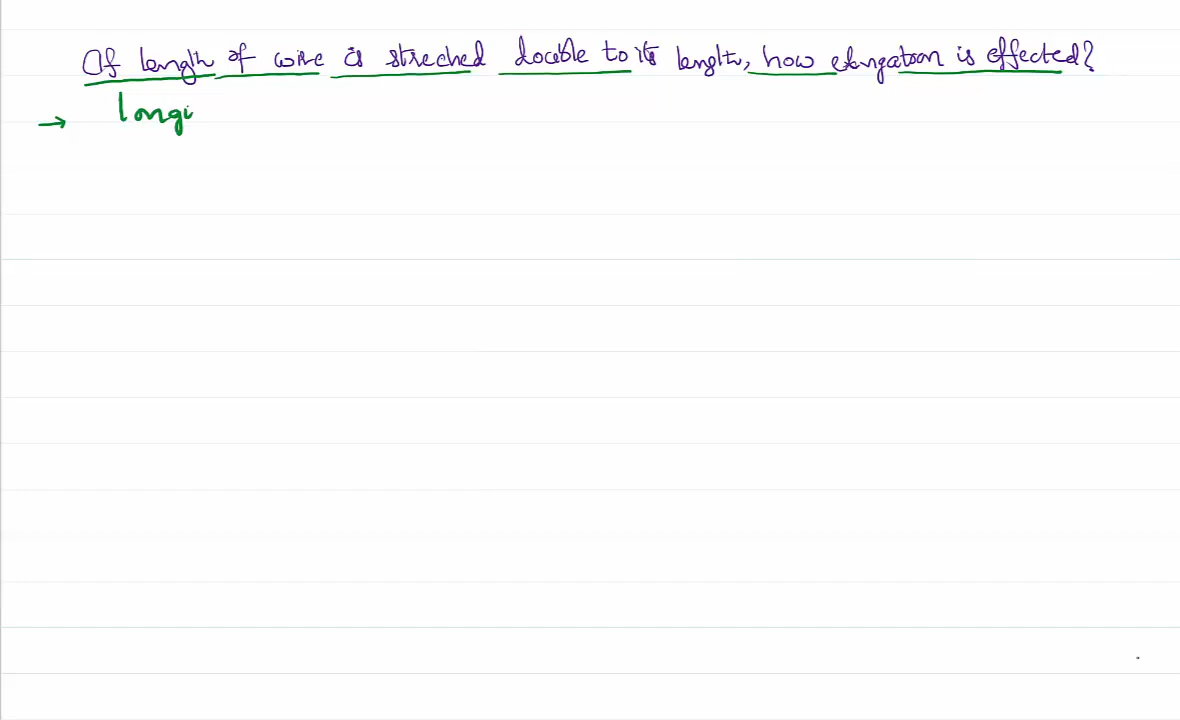 If length of wire is streched double to its length, how elongation is effected?
→ longi